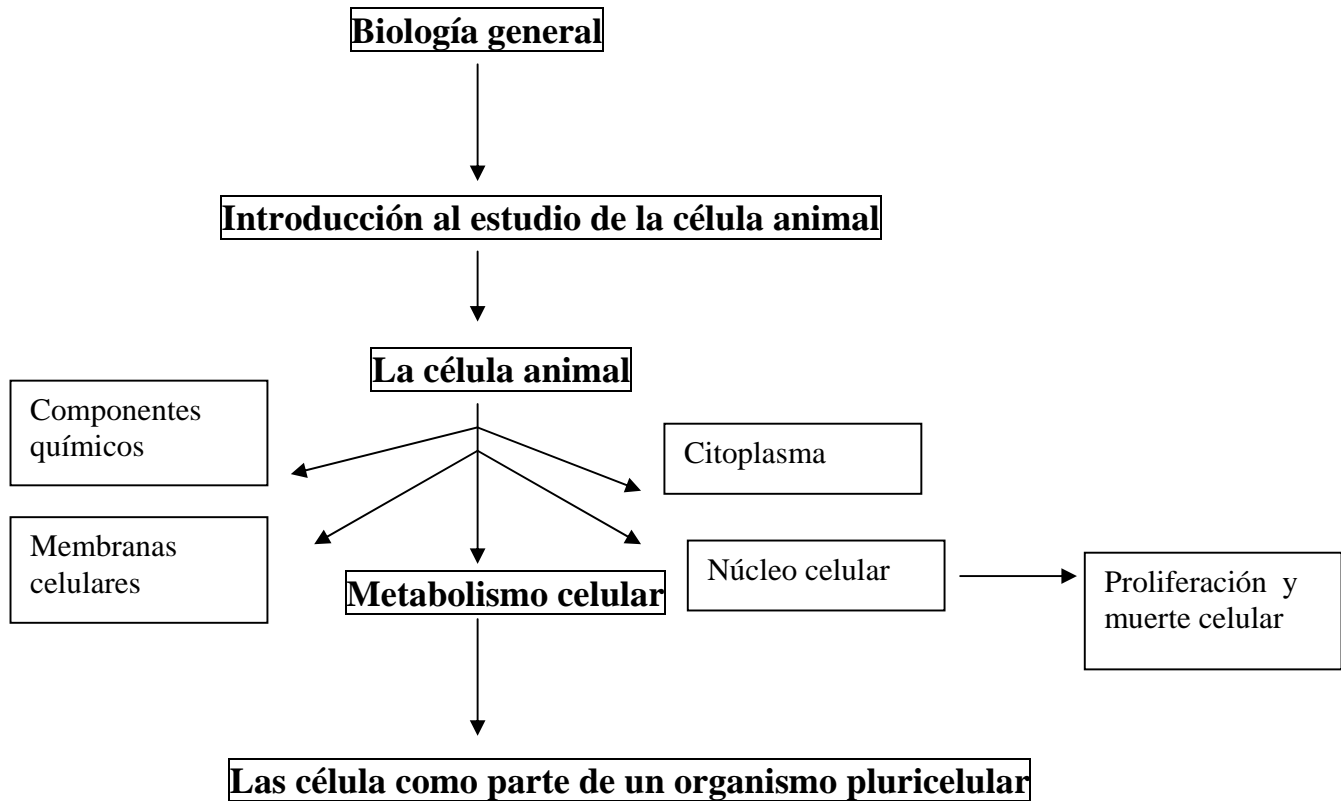 Biología general
Introducción al estudio de la célula animal
La célula animal
Componentes
químicos
Citoplasma
Membranas
celulares
Metabolismo celular
Núcleo celular
Proliferación y
muerte celular
Las célula como parte de un organismo pluricelular